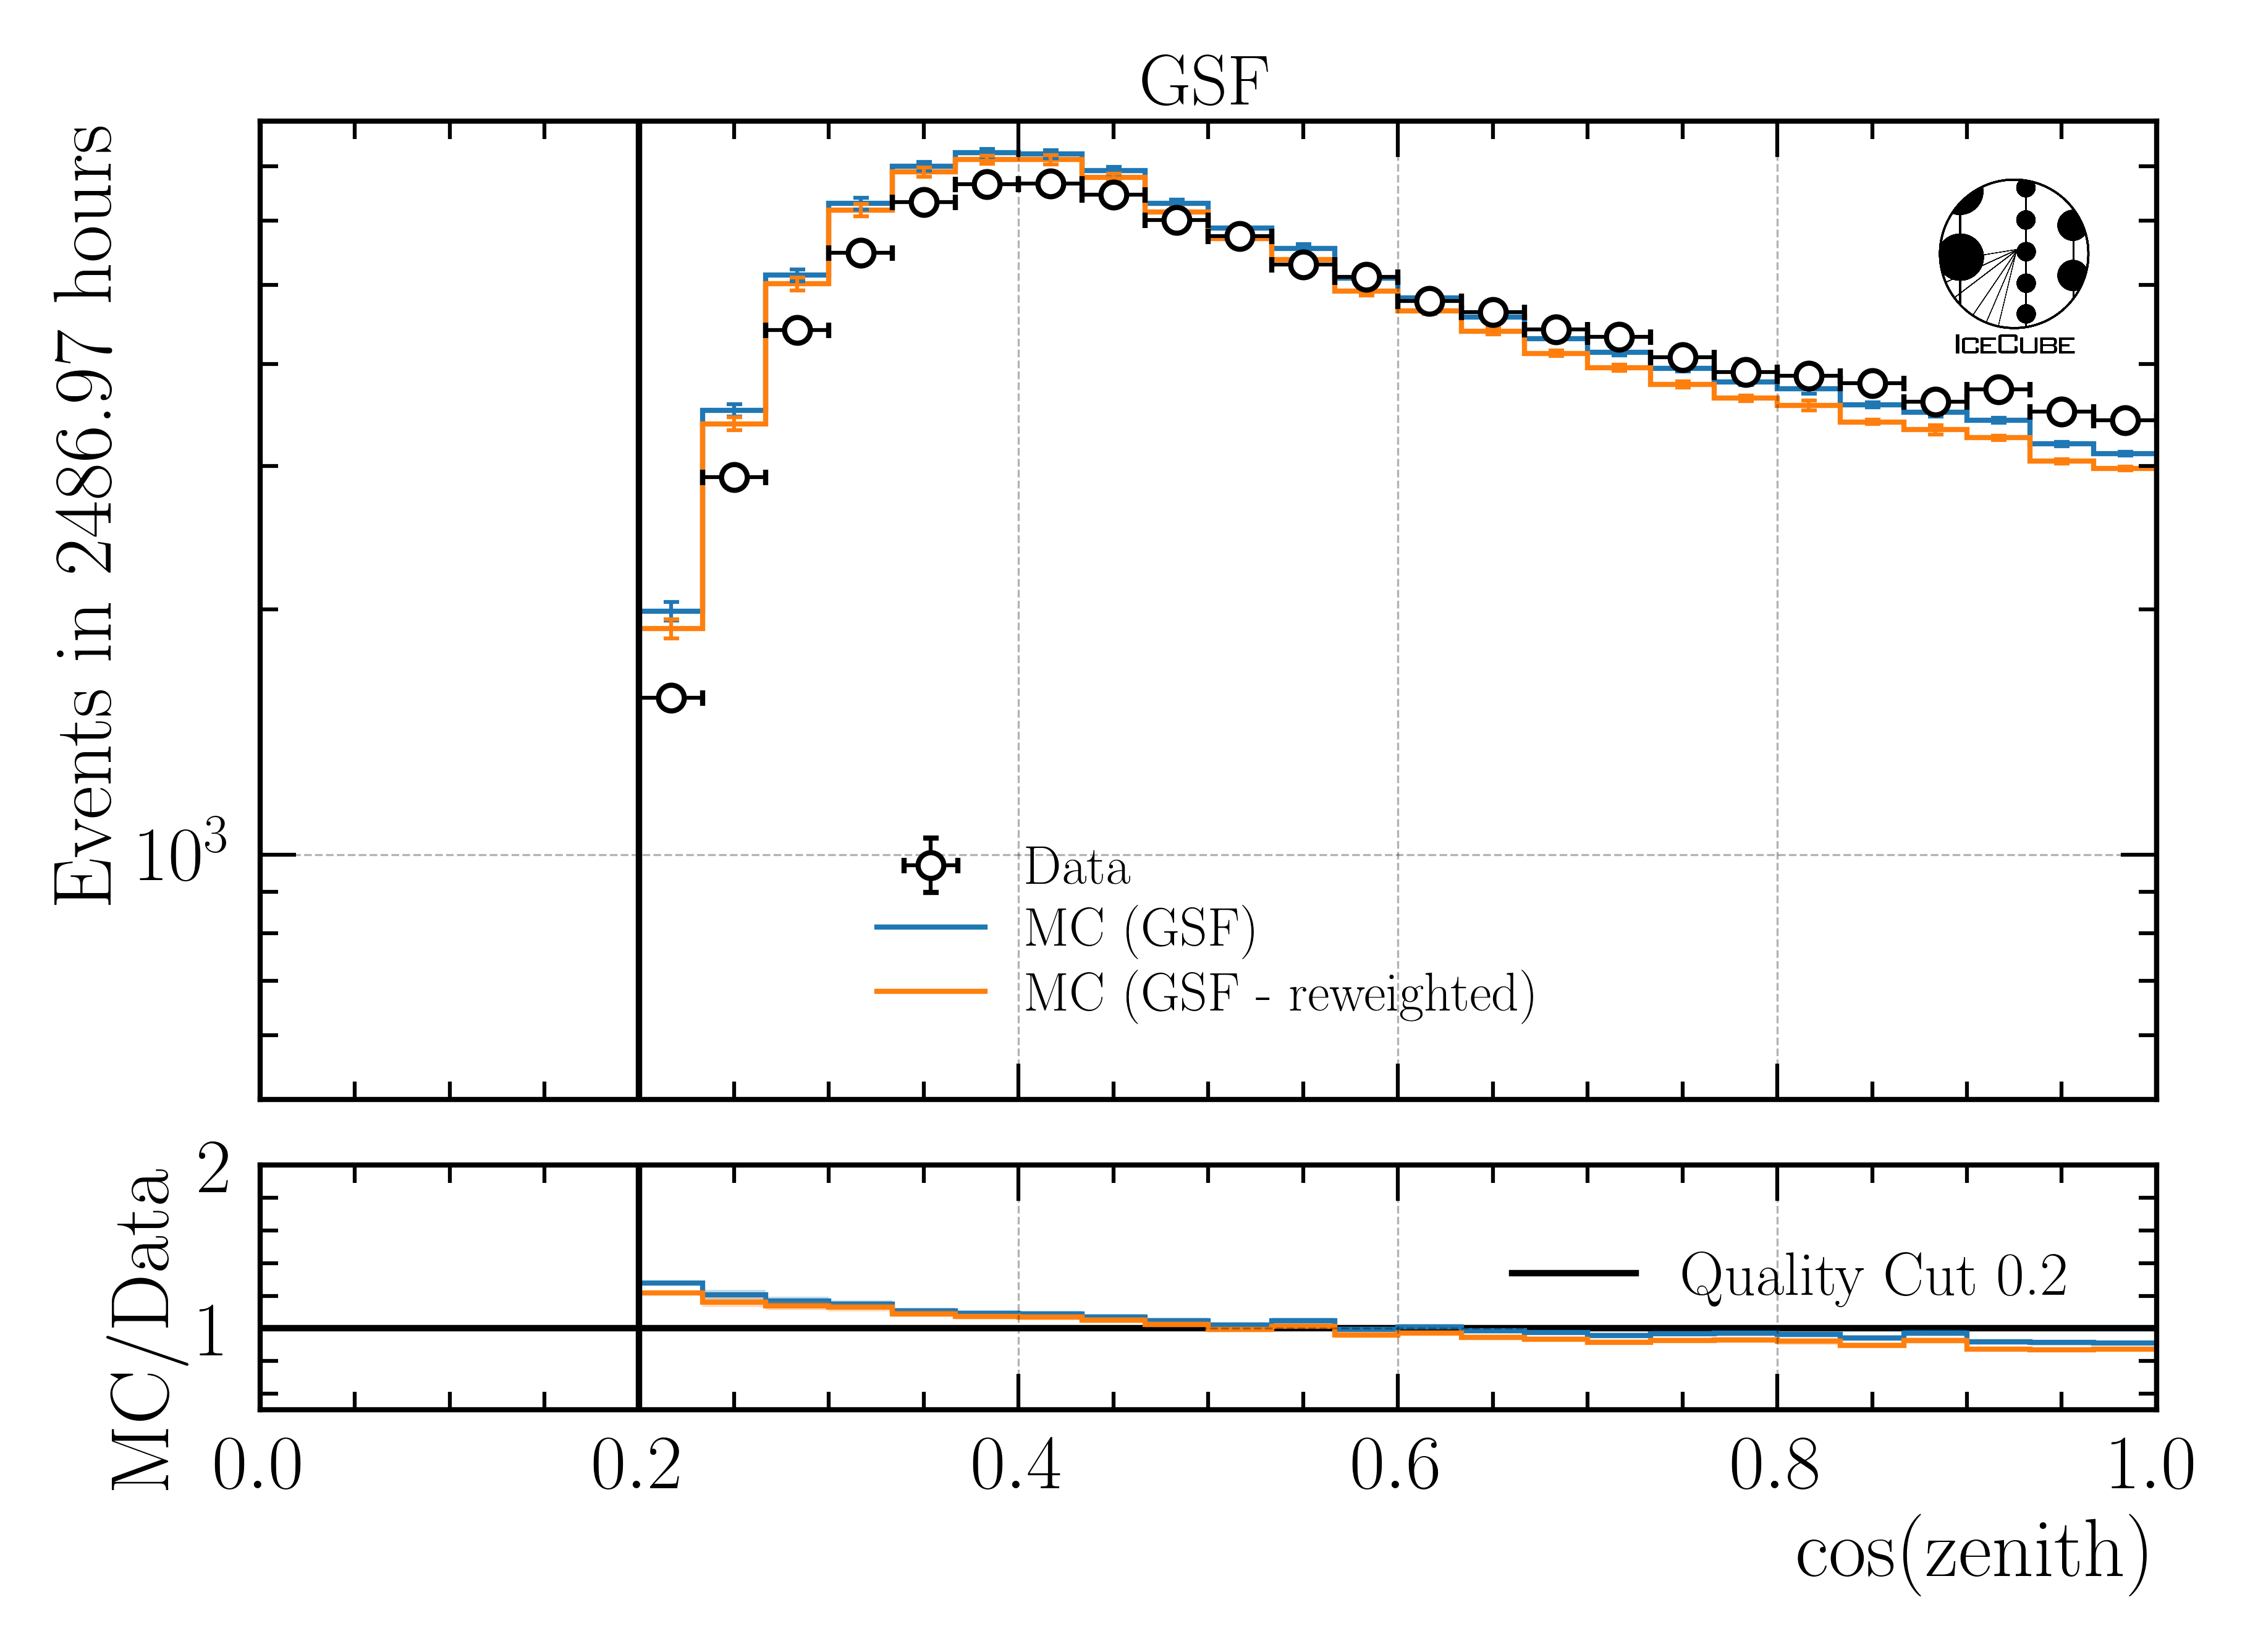 GSF
Events in 2486.97 hours
10³
ICECUBE
Data
MC (GSF)
MC (GSF - reweighted)
MC/Data
2
1
Quality Cut 0.2
0.0 0.2 0.4 0.6 0.8 1.0
cos(zenith)